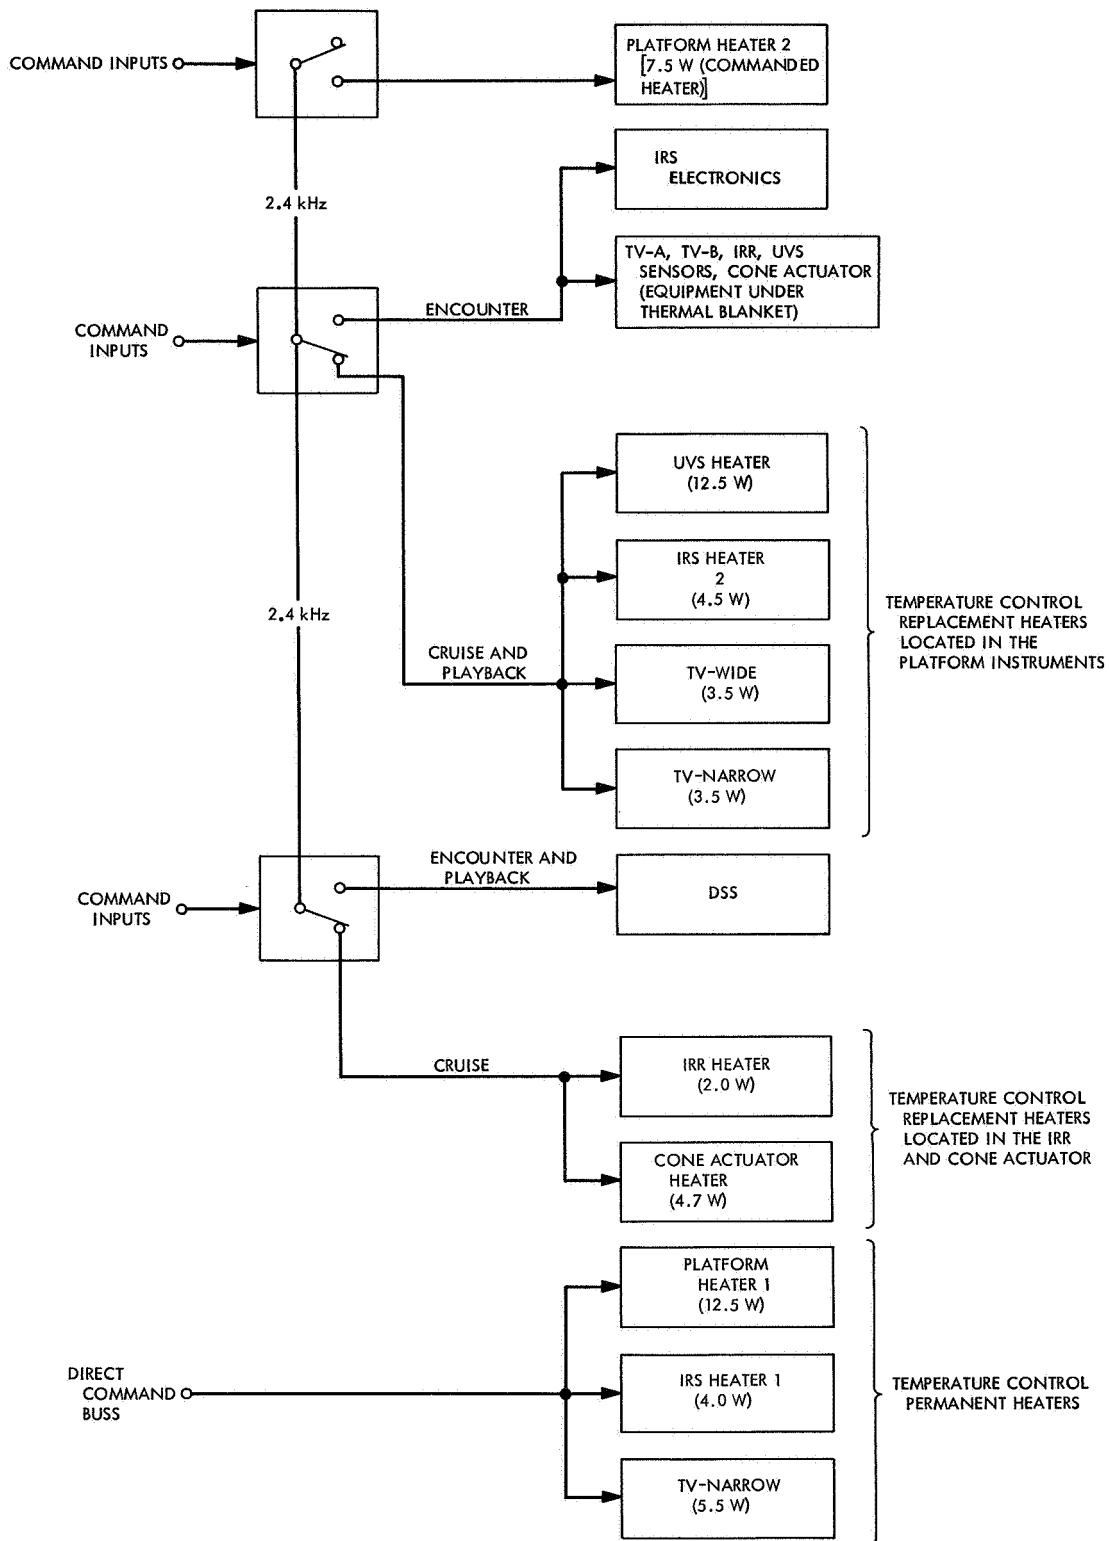 COMMAND INPUTS
PLATFORM HEATER 2
[7.5 W (COMMANDED
HEATER)]
IRS
ELECTRONICS
2.4 kHz
TV-A, TV-B, IRR, UVS
SENSORS, CONE ACTUATOR
(EQUIPMENT UNDER
THERMAL BLANKET)
ENCOUNTER
COMMAND
INPUTS
UVS HEATER
(12.5 W)
IRS HEATER
2
(4.5 W)
TEMPERATURE CONTROL
REPLACEMENT HEATERS
LOCATED IN THE
PLATFORM INSTRUMENTS
2.4 kHz
CRUISE AND
PLAYBACK
TV-WIDE
(3.5 W)
TV-NARROW
(3.5 W)
ENCOUNTER AND
PLAYBACK
DSS
COMMAND
INPUTS
CRUISE
IRR HEATER
(2.0 W)
TEMPERATURE CONTROL
REPLACEMENT HEATERS
LOCATED IN THE IRR
AND CONE ACTUATOR
CONE ACTUATOR
HEATER
(4.7 W)
PLATFORM
HEATER 1
(12.5 W)
DIRECT
COMMAND
BUSS
IRS HEATER 1
(4.0 W)
TEMPERATURE CONTROL
PERMANENT HEATERS
TV-NARROW
(5.5 W)